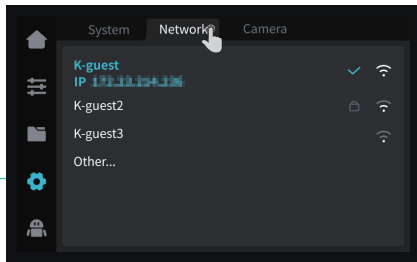 System Network Camera
K-guest
IP
K-guest2
K-guest3
Other...